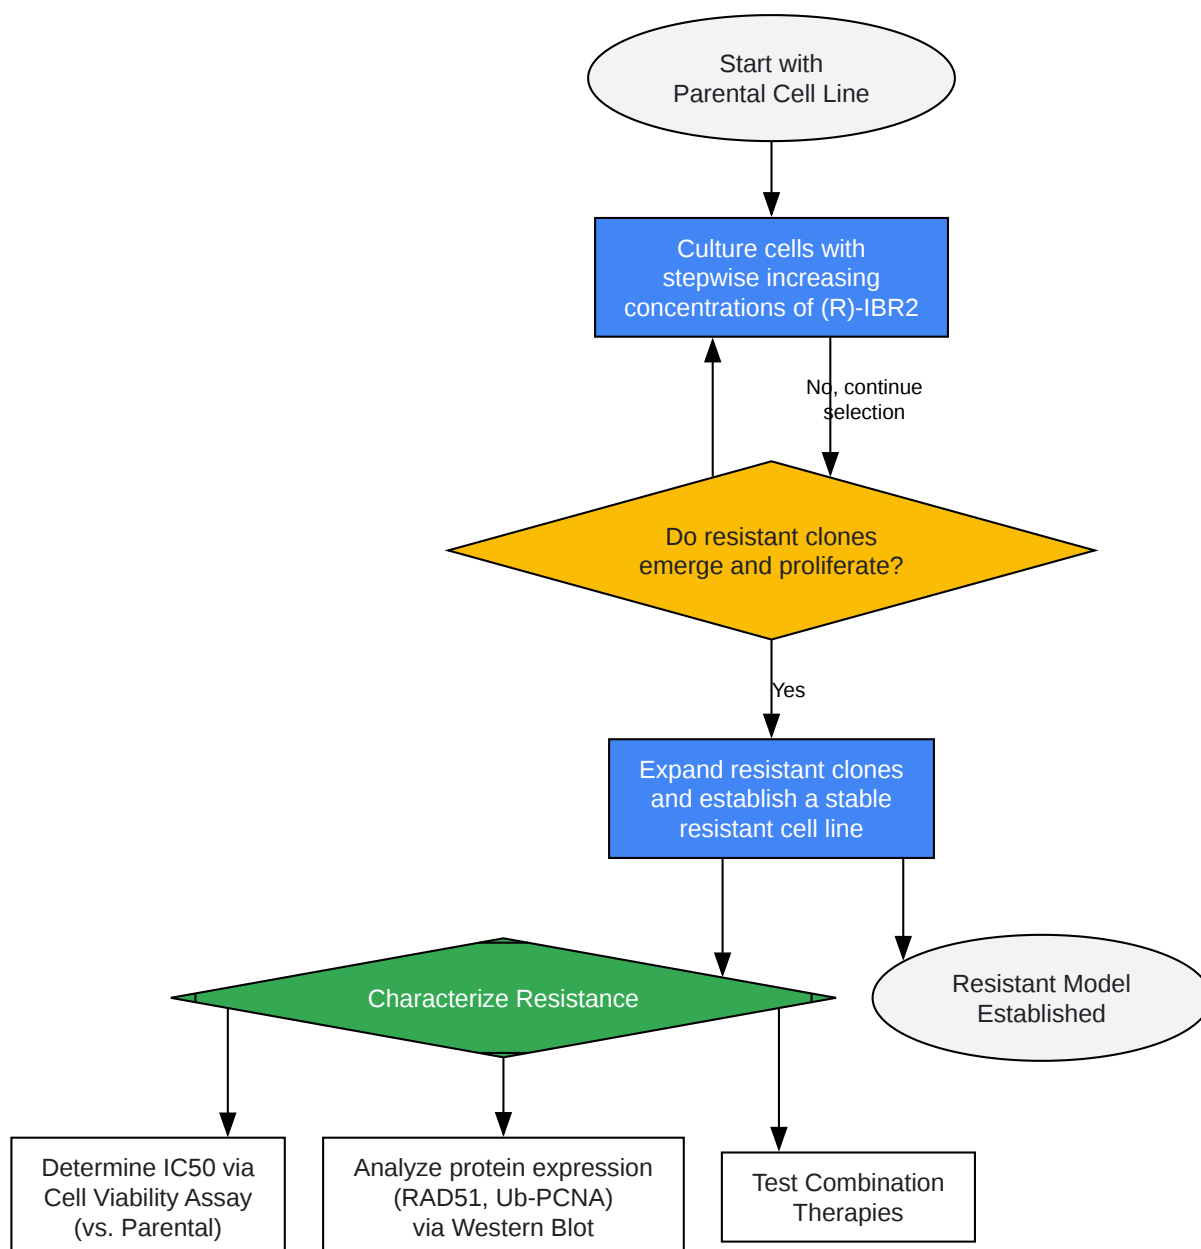 Start with
Parental Cell Line
Culture cells with
stepwise increasing
concentrations of (R)-IBR2
No, continue
selection
Do resistant clones
emerge and proliferate?
Yes
Expand resistant clones
and establish a stable
resistant cell line
Characterize Resistance
Resistant Model
Established
Determine IC50 via
Cell Viability Assay
(vs. Parental)
Analyze protein expression
(RAD51, Ub-PCNA)
via Western Blot
Test Combination
Therapies